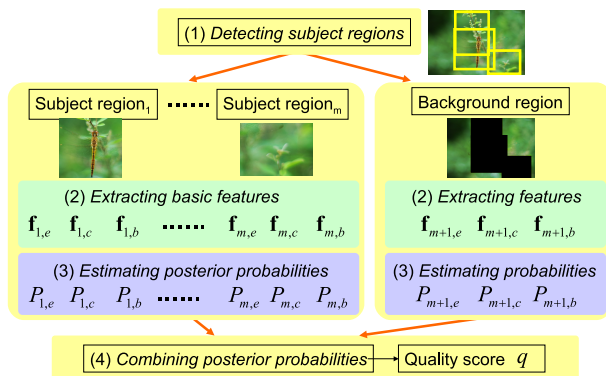 (1) Detecting subject regions
Subject region1 ...... Subject regionm
Background region
(2) Extracting basic features
f1,e f1,c f1,b ...... fm,e fm,c fm,b
(2) Extracting features
fm+1,e fm+1,c fm+1,b
(3) Estimating posterior probabilities
P1,e P1,c P1,b ...... Pm,e Pm,c Pm,b
(3) Estimating probabilities
Pm+1,e Pm+1,c Pm+1,b
(4) Combining posterior probabilities
Quality score q